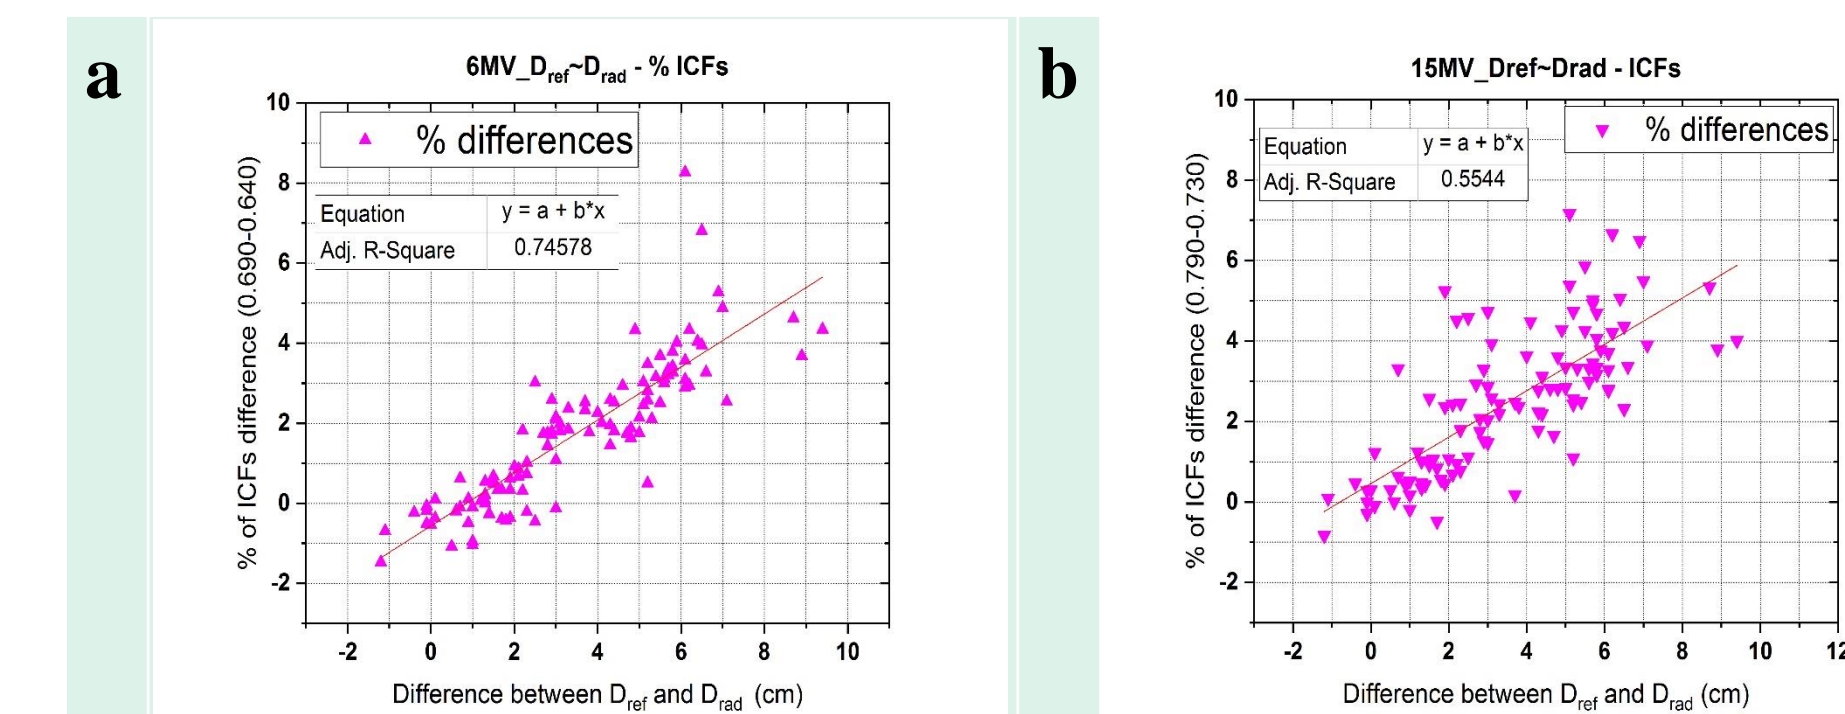 a
6MV_Dref~Drad - % ICFs
% differences
Equation y = a + b*x
Adj. R-Square 0.74578
% of ICFs difference (0.690-0.640)
10
8
6
4
2
0
-2
-2 0 2 4 6 8 10
Difference between Dref and Drad (cm)
b
15MV_Dref~Drad - ICFs
% differences
Equation y = a + b*x
Adj. R-Square 0.5544
% of ICFs difference (0.790-0.730)
10
8
6
4
2
0
-2
-2 0 2 4 6 8 10 12
Difference between Dref and Drad (cm)